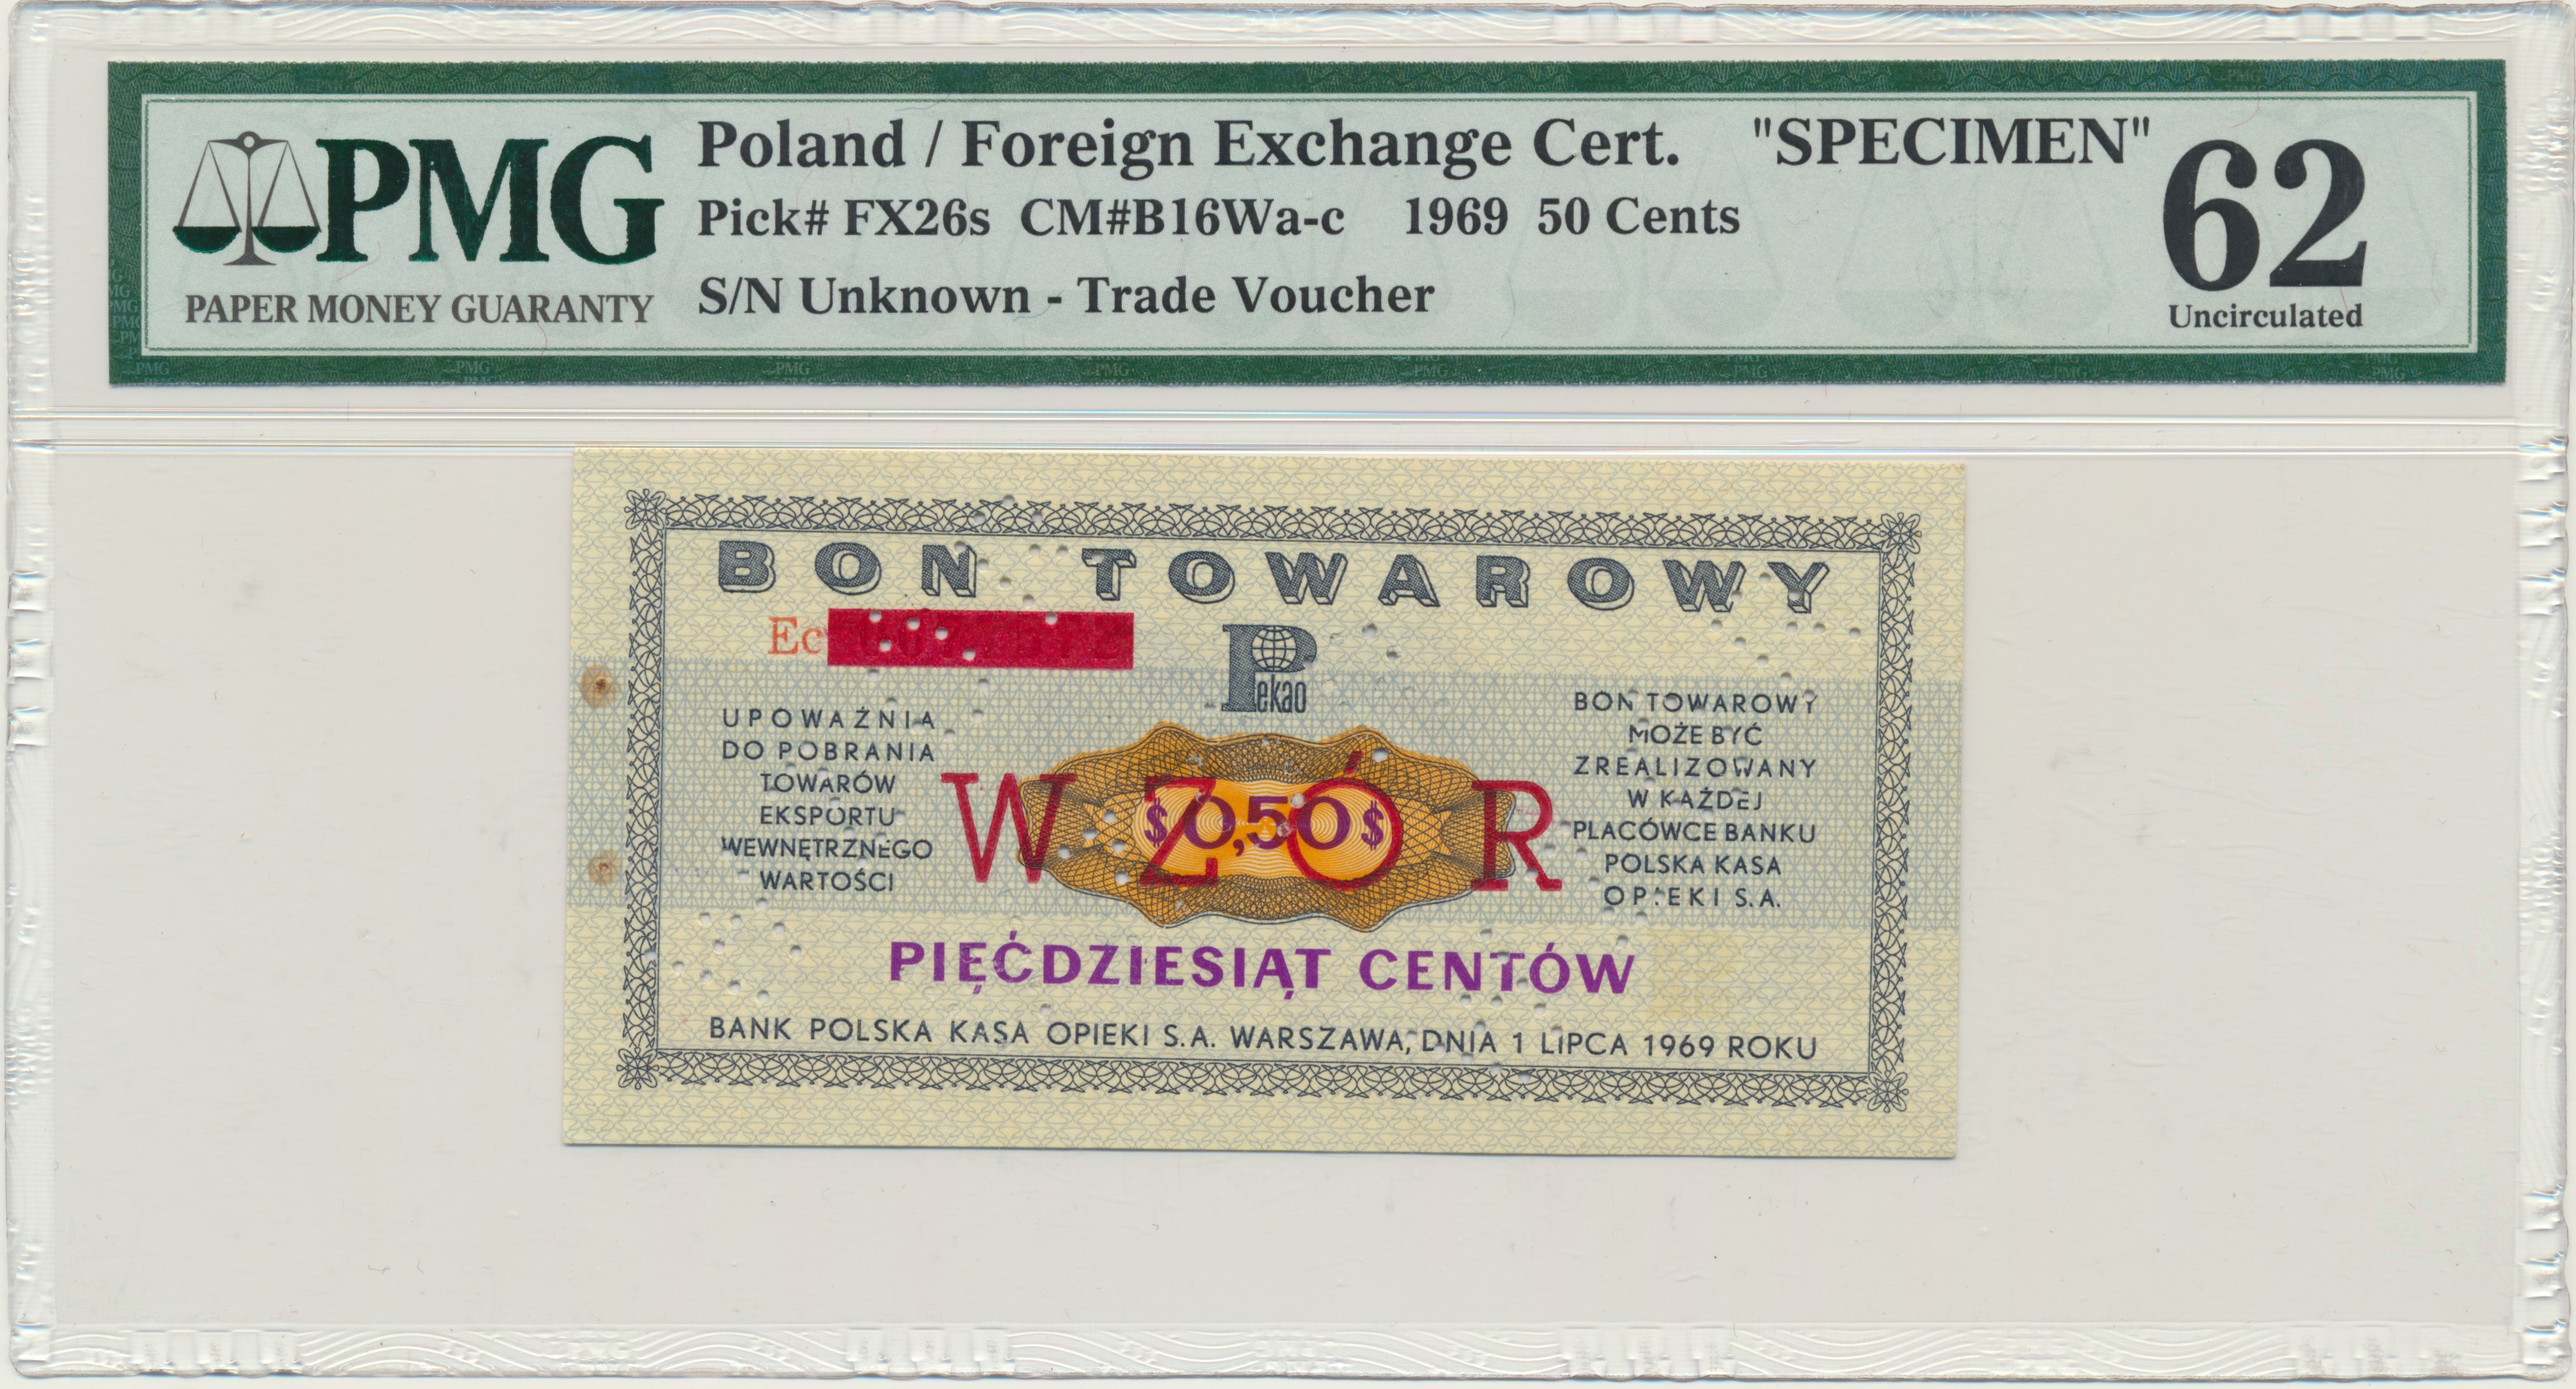 PMG
PAPER MONEY GUARANTY
Poland / Foreign Exchange Cert. "SPECIMEN"
Pick# FX26s CM#B16Wa-c 1969 50 Cents
S/N Unknown - Trade Voucher
62
Uncirculated
BON TOWAROWY
Ec
Pekao
UPOWAŻNIA
DO POBRANIA
TOWARÓW
EKSPORTU
WEWNĘTRZNEGO
WARTOŚCI
WZÓR
$0,50$
BON TOWAROWY
MOŻE BYĆ
ZREALIZOWANY
W KAŻDEJ
PLACÓWCE BANKU
POLSKA KASA
OPIEKI S.A.
PIĘĆDZIESIĄT CENTÓW
BANK POLSKA KASA OPIEKI S.A. WARSZAWA, DNIA 1 LIPCA 1969 ROKU